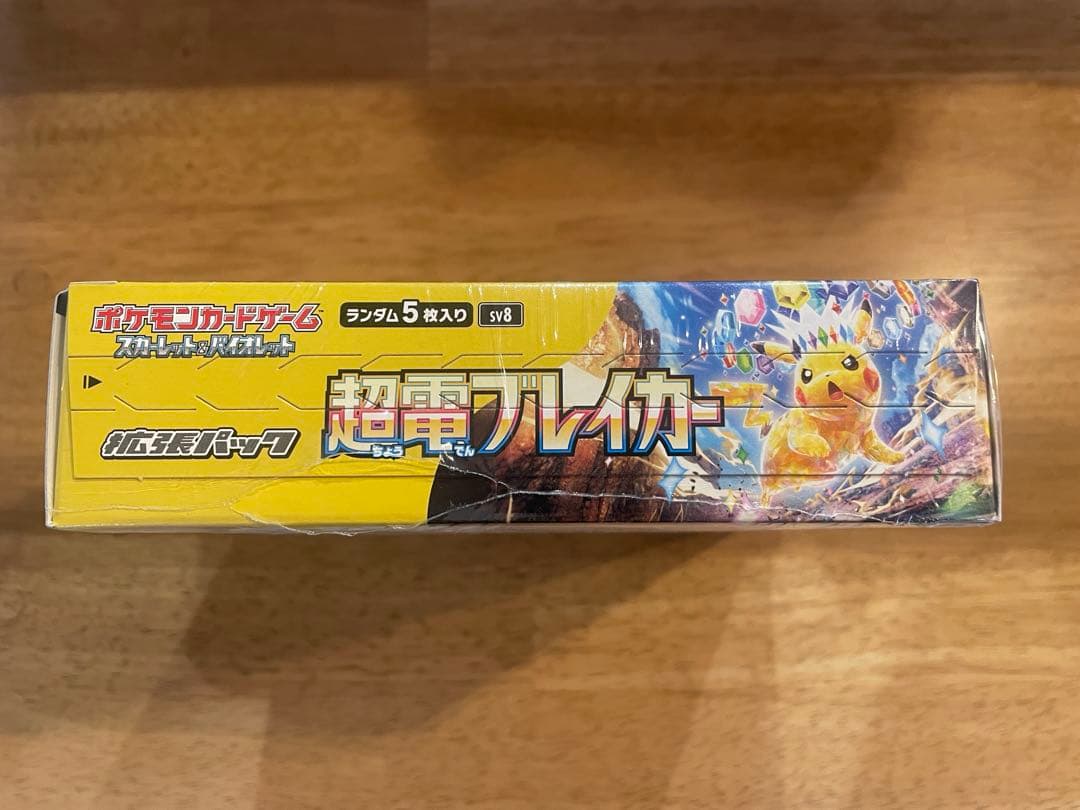 ポケモンカードゲーム
スカーレット&バイオレット
ランダム5枚入り
SV8
拡張パック
超電ブレイカー
ちょう でん